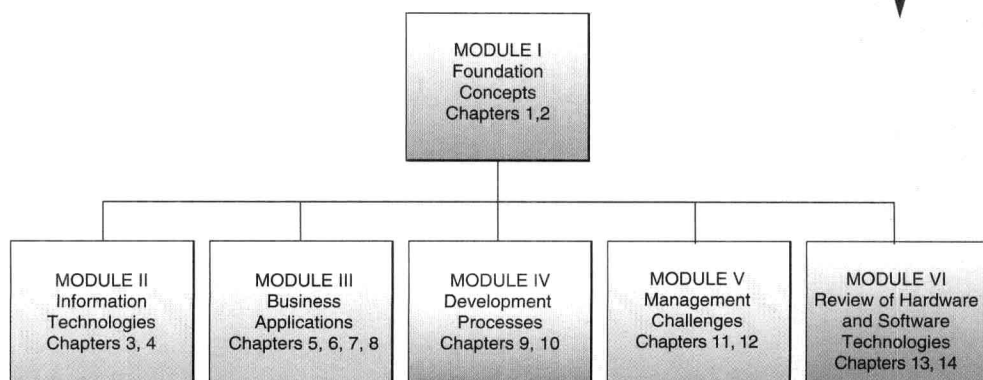 MODULE I
Foundation
Concepts
Chapters 1,2
MODULE II
Information
Technologies
Chapters 3, 4
MODULE III
Business
Applications
Chapters 5, 6, 7, 8
MODULE IV
Development
Processes
Chapters 9, 10
MODULE V
Management
Challenges
Chapters 11, 12
MODULE VI
Review of Hardware
and Software
Technologies
Chapters 13, 14